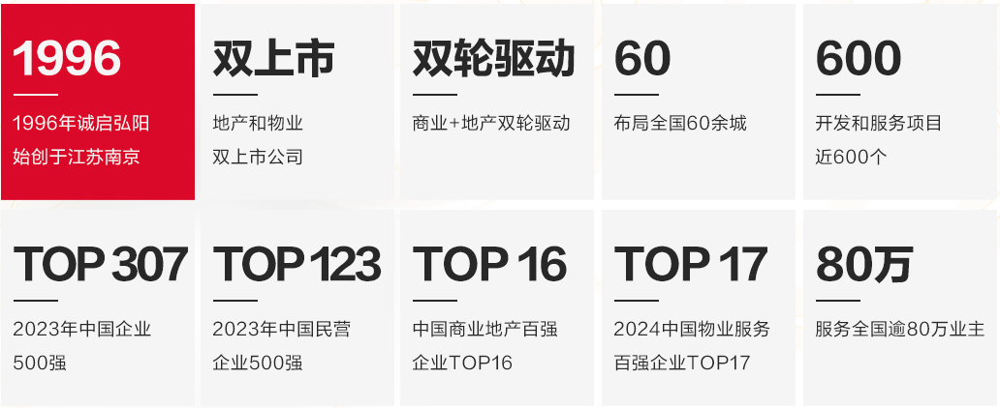 1996
1996年诚启弘阳
始创于江苏南京
双上市
地产和物业
双上市公司
双轮驱动
商业+地产双轮驱动
60
布局全国60余城
600
开发和服务项目
近600个
TOP 307
2023年中国企业
500强
TOP 123
2023年中国民营
企业500强
TOP 16
中国商业地产百强
企业TOP16
TOP 17
2024中国物业服务
百强企业TOP17
80万
服务全国逾80万业主